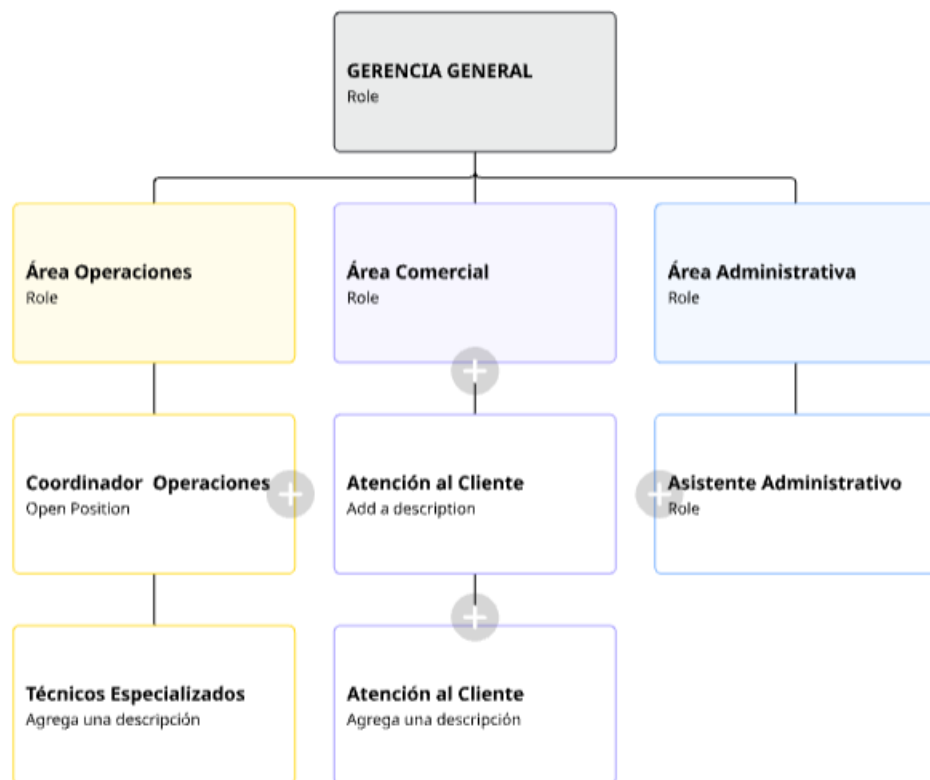 GERENCIA GENERAL
Role
Área Operaciones
Role
Área Comercial
Role
Área Administrativa
Role
Coordinador  Operaciones
Open Position
Atención al Cliente
Add a description
Asistente Administrativo
Role
Técnicos Especializados
Agrega una descripción
Atención al Cliente
Agrega una descripción